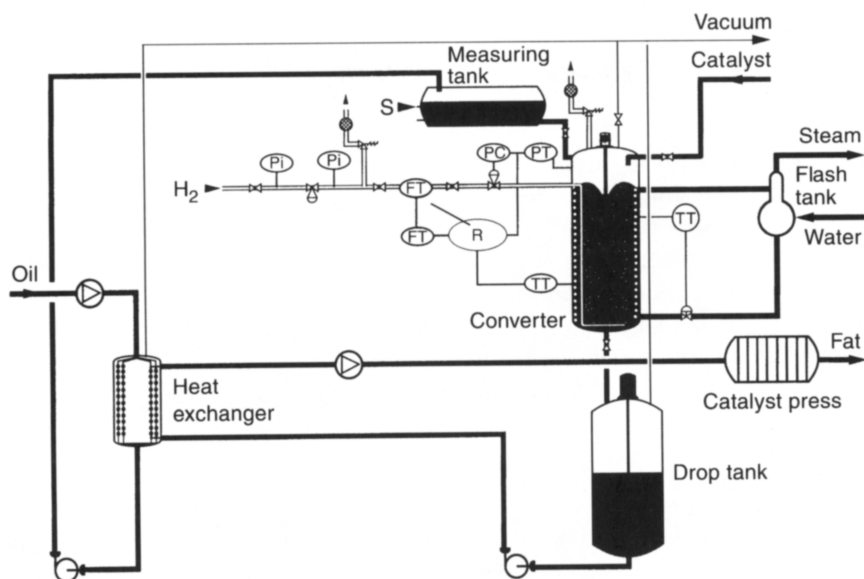 Vacuum
Measuring
tank
Catalyst
S
Steam
PC
PT
Pi
Pi
Flash
tank
H2
FT
TT
Water
FT
R
Oil
TT
Converter
Fat
Heat
exchanger
Catalyst press
Drop tank